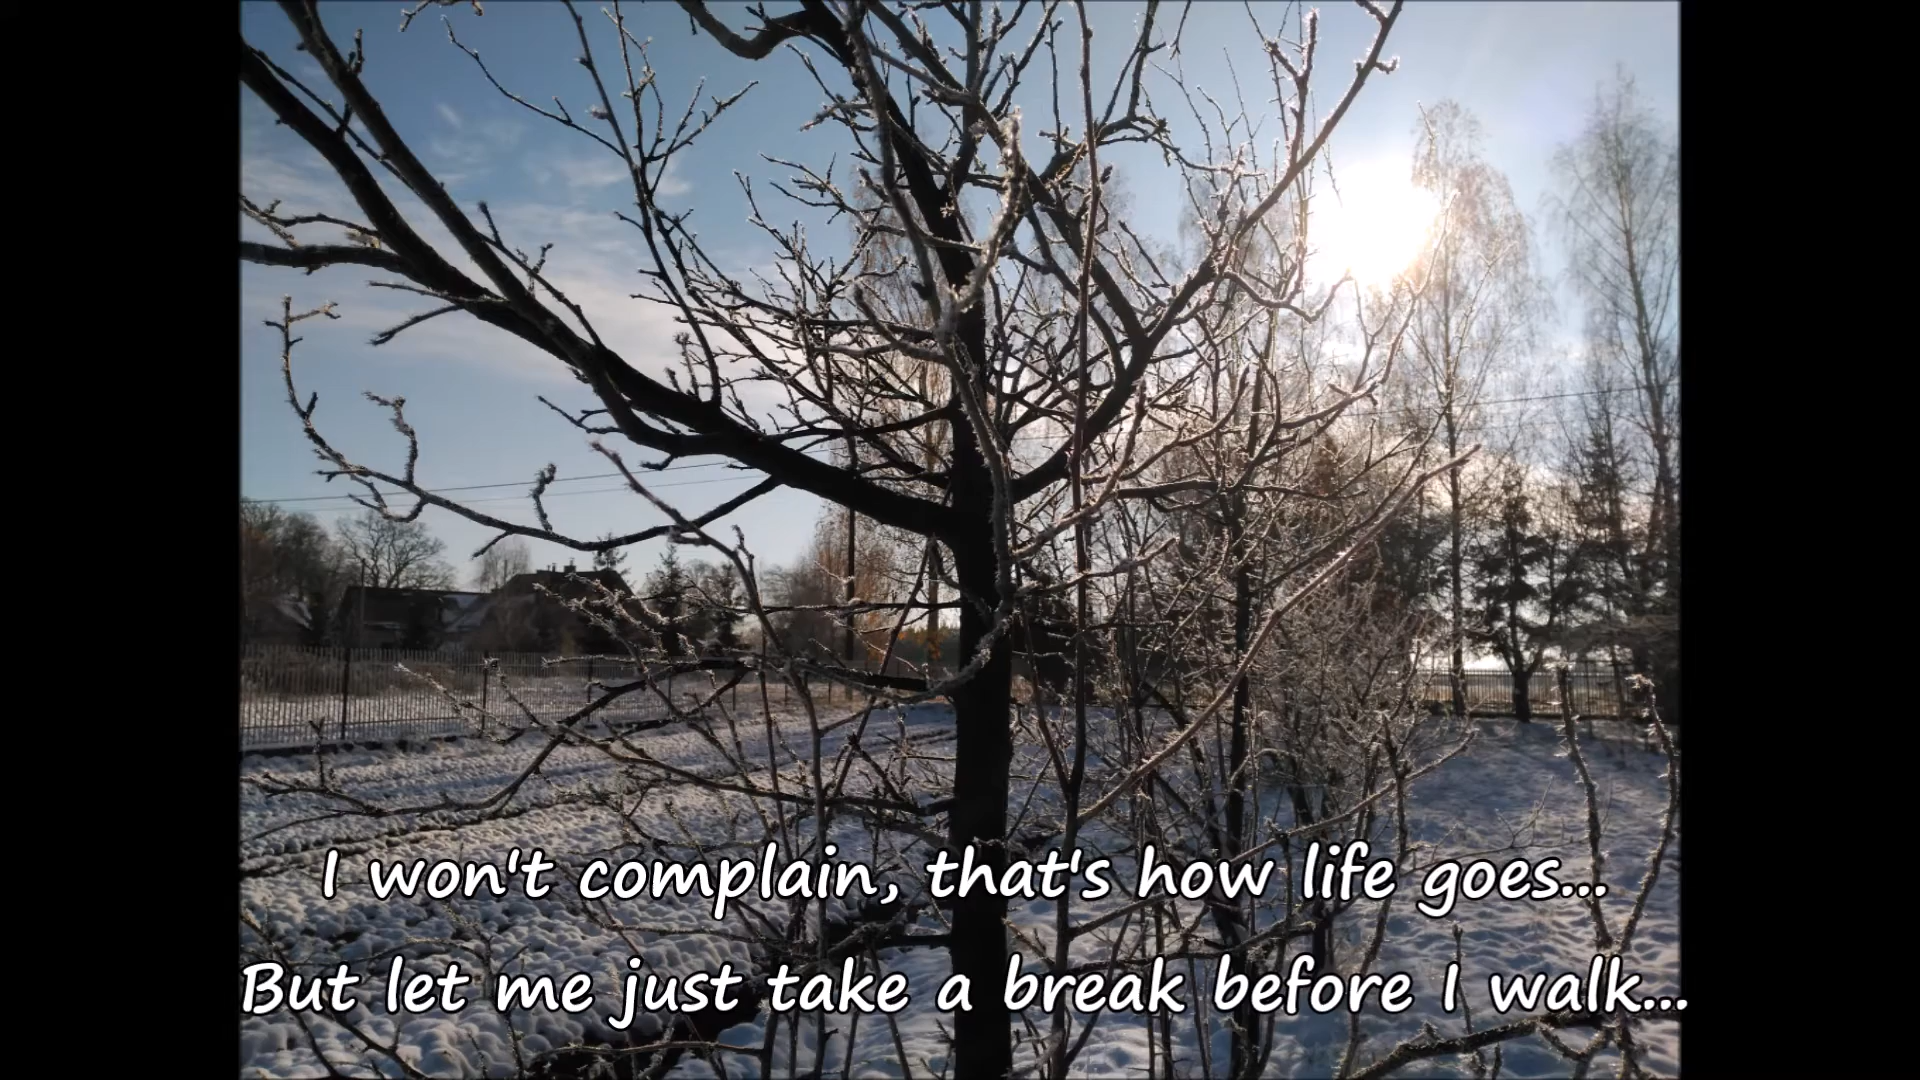 I won't complain, that's how life goes...
But let me just take a break before I walk...